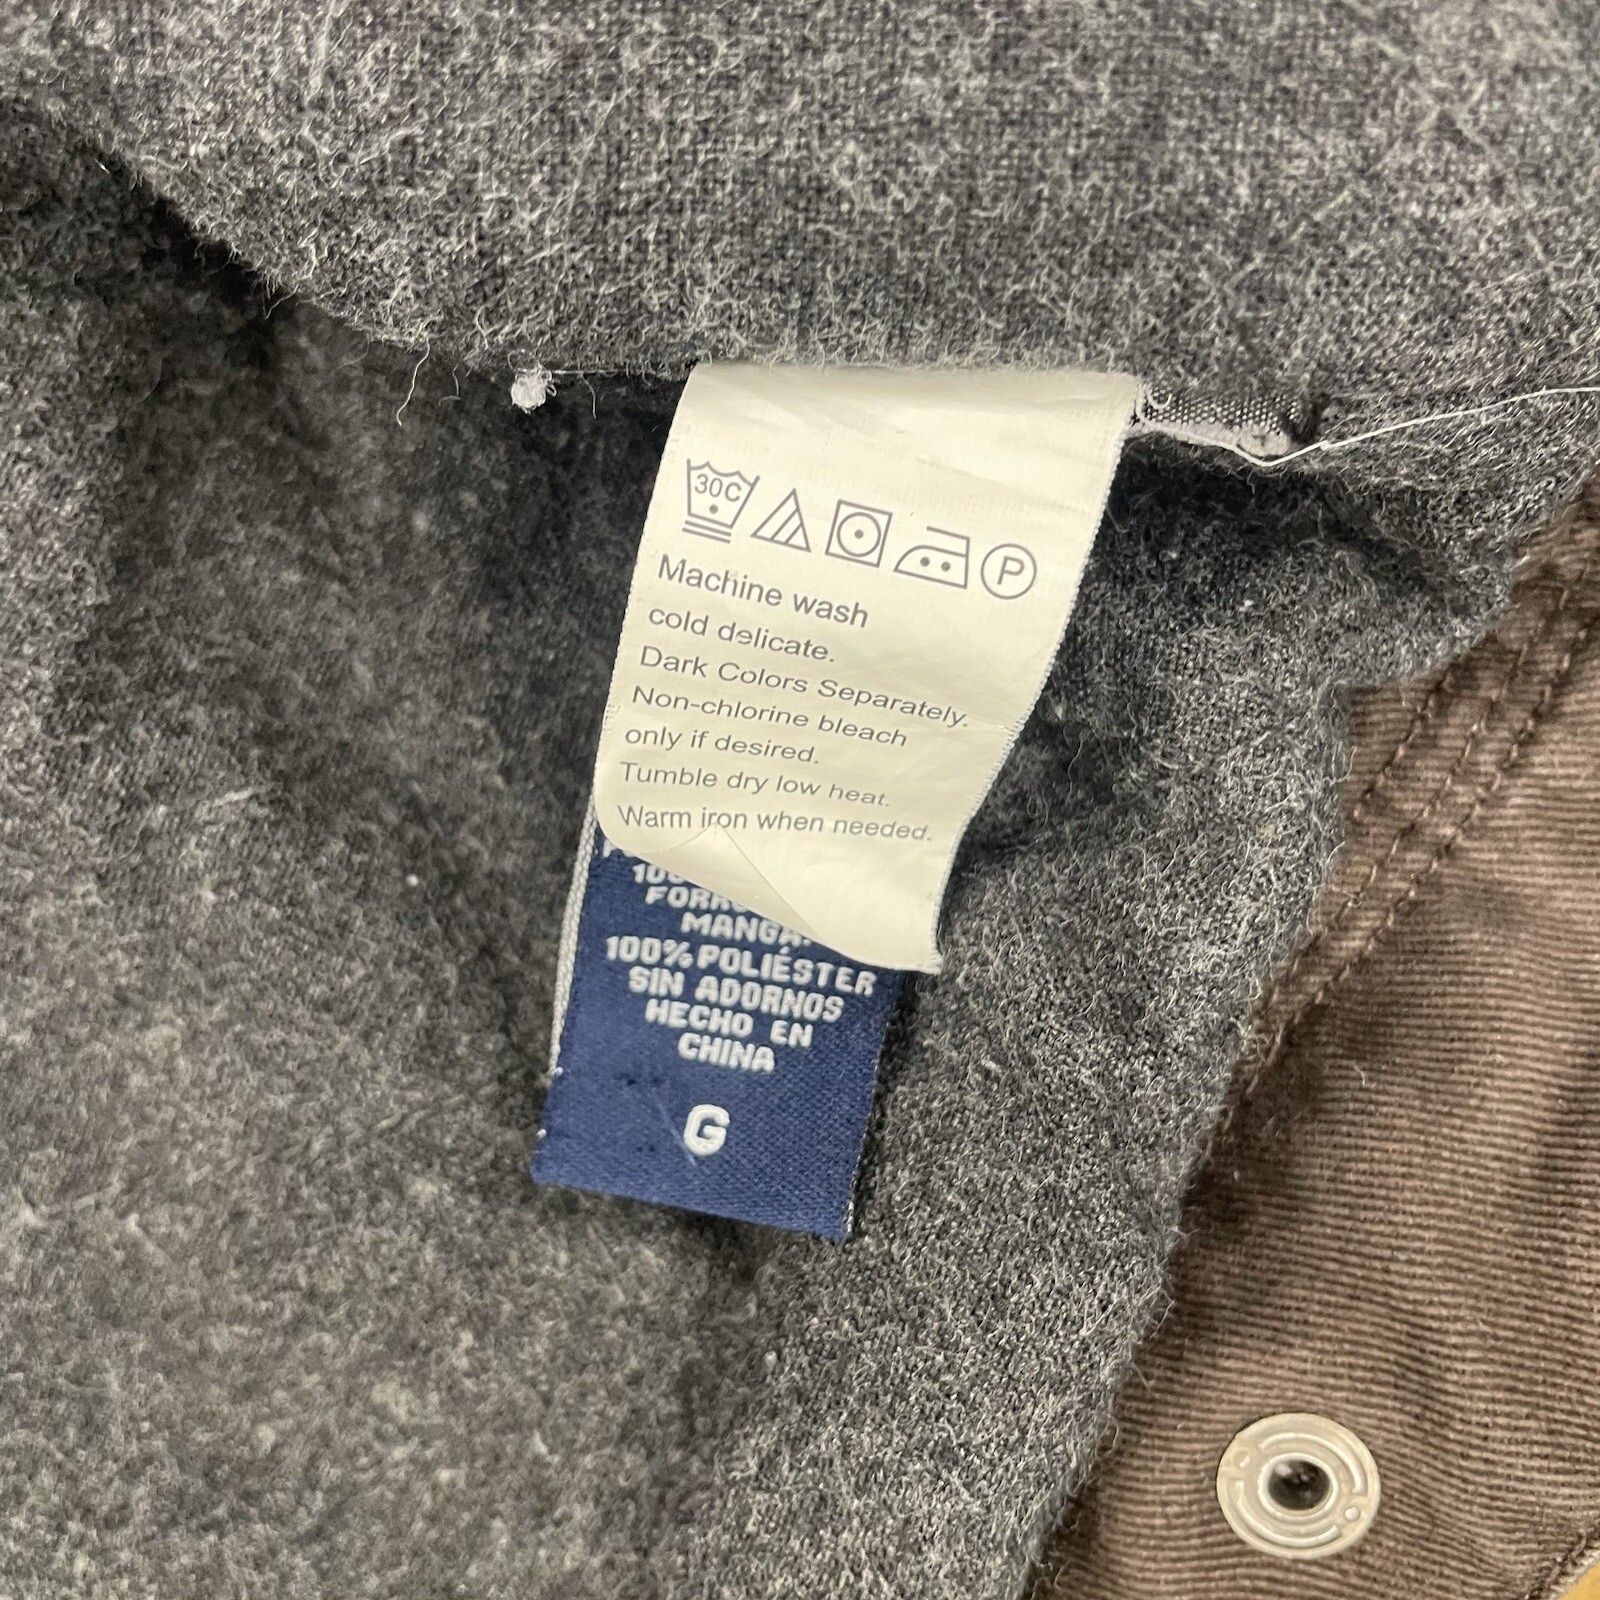 30C
P
Machine wash
cold delicate.
Dark Colors Separately.
Non-chlorine bleach
only if desired.
Tumble dry low heat.
Warm iron when needed.
100%POLIÉSTER
SIN ADORNOS
HECHO EN
CHINA
G